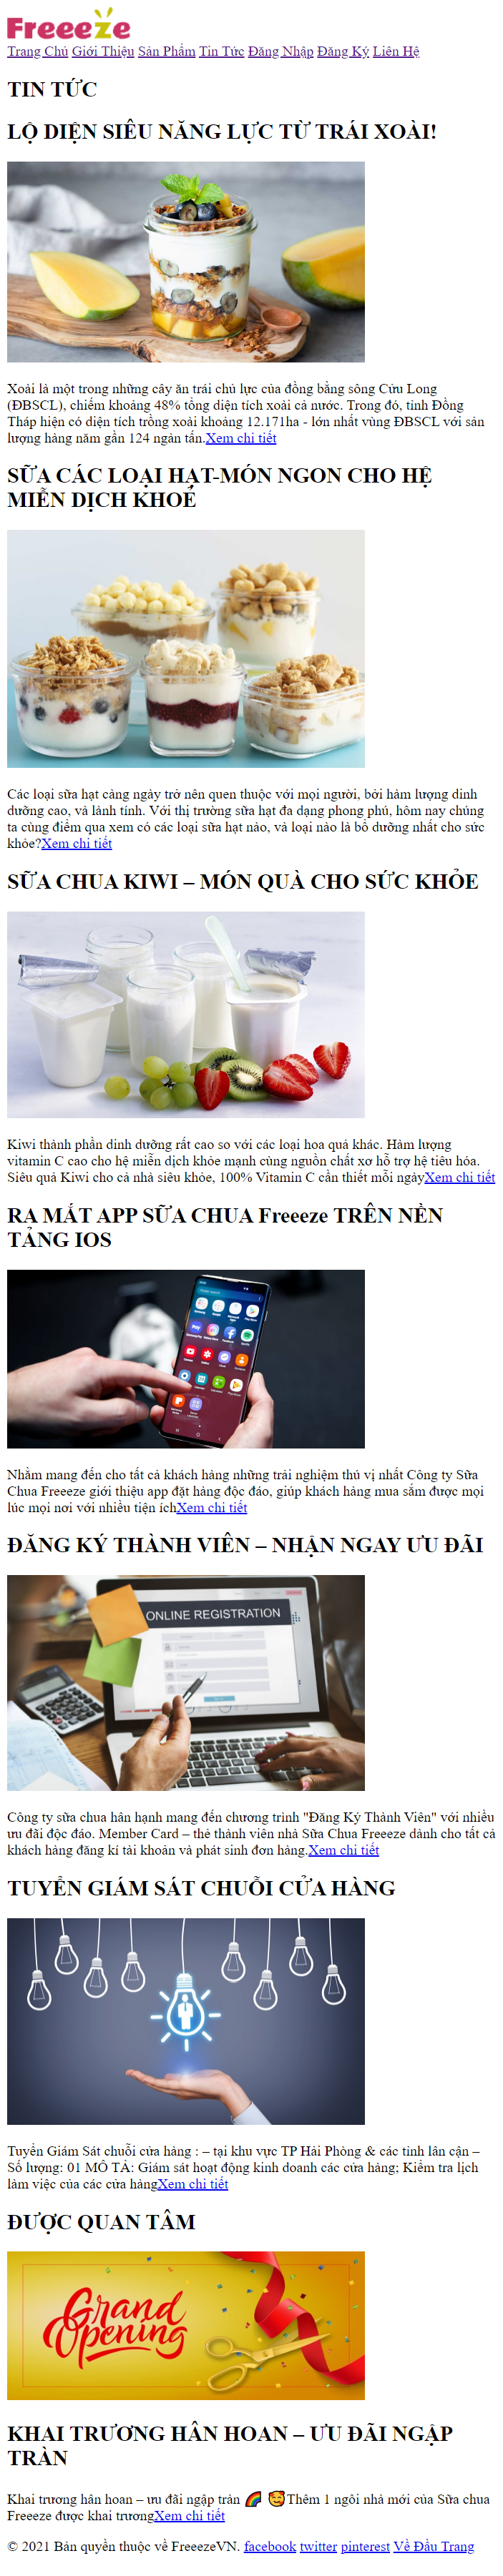 Freeeze
Trang Chủ Giới Thiệu Sản Phẩm Tin Tức Đăng Nhập Đăng Ký Liên Hệ
TIN TỨC
LỘ DIỆN SIÊU NĂNG LỰC TỪ TRÁI XOÀI!
Xoài là một trong những cây ăn trái chủ lực của đồng bằng sông Cửu Long
(ĐBSCL), chiếm khoảng 48% tổng diện tích xoài cả nước. Trong đó, tỉnh Đồng
Tháp hiện có diện tích trồng xoài khoảng 12.171ha - lớn nhất vùng ĐBSCL với sản
lượng hàng năm gần 124 ngàn tấn.Xem chi tiết
SỮA CÁC LOẠI HẠT-MÓN NGON CHO HỆ
MIỄN DỊCH KHOẺ
Các loại sữa hạt càng ngày trở nên quen thuộc với mọi người, bởi hàm lượng dinh
dưỡng cao, và lành tính. Với thị trường sữa hạt đa dạng phong phú, hôm nay chúng
ta cùng điểm qua xem có các loại sữa hạt nào, và loại nào là bổ dưỡng nhất cho sức
khỏe?Xem chi tiết
SỮA CHUA KIWI – MÓN QUÀ CHO SỨC KHỎE
Kiwi thành phần dinh dưỡng rất cao so với các loại hoa quả khác. Hàm lượng
vitamin C cao cho hệ miễn dịch khỏe mạnh cùng nguồn chất xơ hỗ trợ hệ tiêu hóa.
Siêu quả Kiwi cho cả nhà siêu khỏe, 100% Vitamin C cần thiết mỗi ngàyXem chi tiết
RA MẮT APP SỮA CHUA Freeeze TRÊN NỀN
TẢNG IOS
Nhằm mang đến cho tất cả khách hàng những trải nghiệm thú vị nhất Công ty Sữa
Chua Freeeze giới thiệu app đặt hàng độc đáo, giúp khách hàng mua sắm được mọi
lúc mọi nơi với nhiều tiện íchXem chi tiết
ĐĂNG KÝ THÀNH VIÊN – NHẬN NGAY ƯU ĐÃI
ONLINE REGISTRATION
Công ty sữa chua hân hạnh mang đến chương trình "Đăng Ký Thành Viên" với nhiều
ưu đãi độc đáo. Member Card – thẻ thành viên nhà Sữa Chua Freeeze dành cho tất cả
khách hàng đăng kí tài khoản và phát sinh đơn hàng.Xem chi tiết
TUYỂN GIÁM SÁT CHUỖI CỬA HÀNG
Tuyển Giám Sát chuỗi cửa hàng : – tại khu vực TP Hải Phòng & các tỉnh lân cận –
Số lượng: 01 MÔ TẢ: Giám sát hoạt động kinh doanh các cửa hàng; Kiểm tra lịch
làm việc của các cửa hàngXem chi tiết
ĐƯỢC QUAN TÂM
Grand
Opening
KHAI TRƯƠNG HÂN HOAN – ƯU ĐÃI NGẬP
TRÀN
Khai trương hân hoan – ưu đãi ngập tràn 🌈 🥰Thêm 1 ngôi nhà mới của Sữa chua
Freeeze được khai trươngXem chi tiết
© 2021 Bản quyền thuộc về FreeezeVN. facebook twitter pinterest Về Đầu Trang